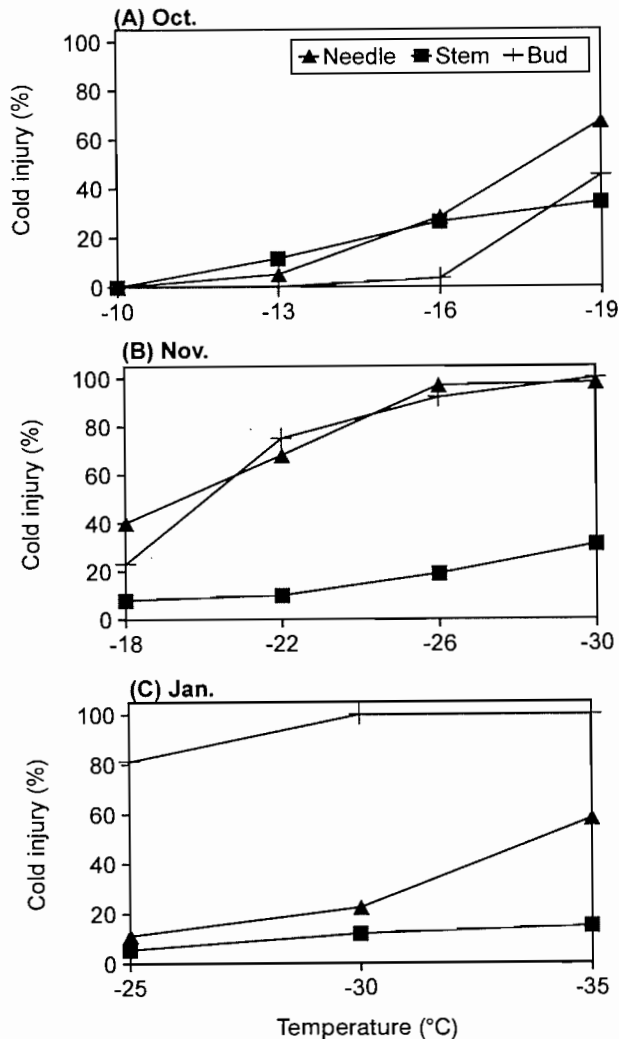 (A) Oct.
100
80
60
40
20
0
Cold injury (%)
Needle Stem Bud
-10 -13 -16 -19
(B) Nov.
100
80
60
40
20
0
Cold injury (%)
-18 -22 -26 -30
(C) Jan.
100
80
60
40
20
0
Cold injury (%)
-25 -30 -35
Temperature (°C)